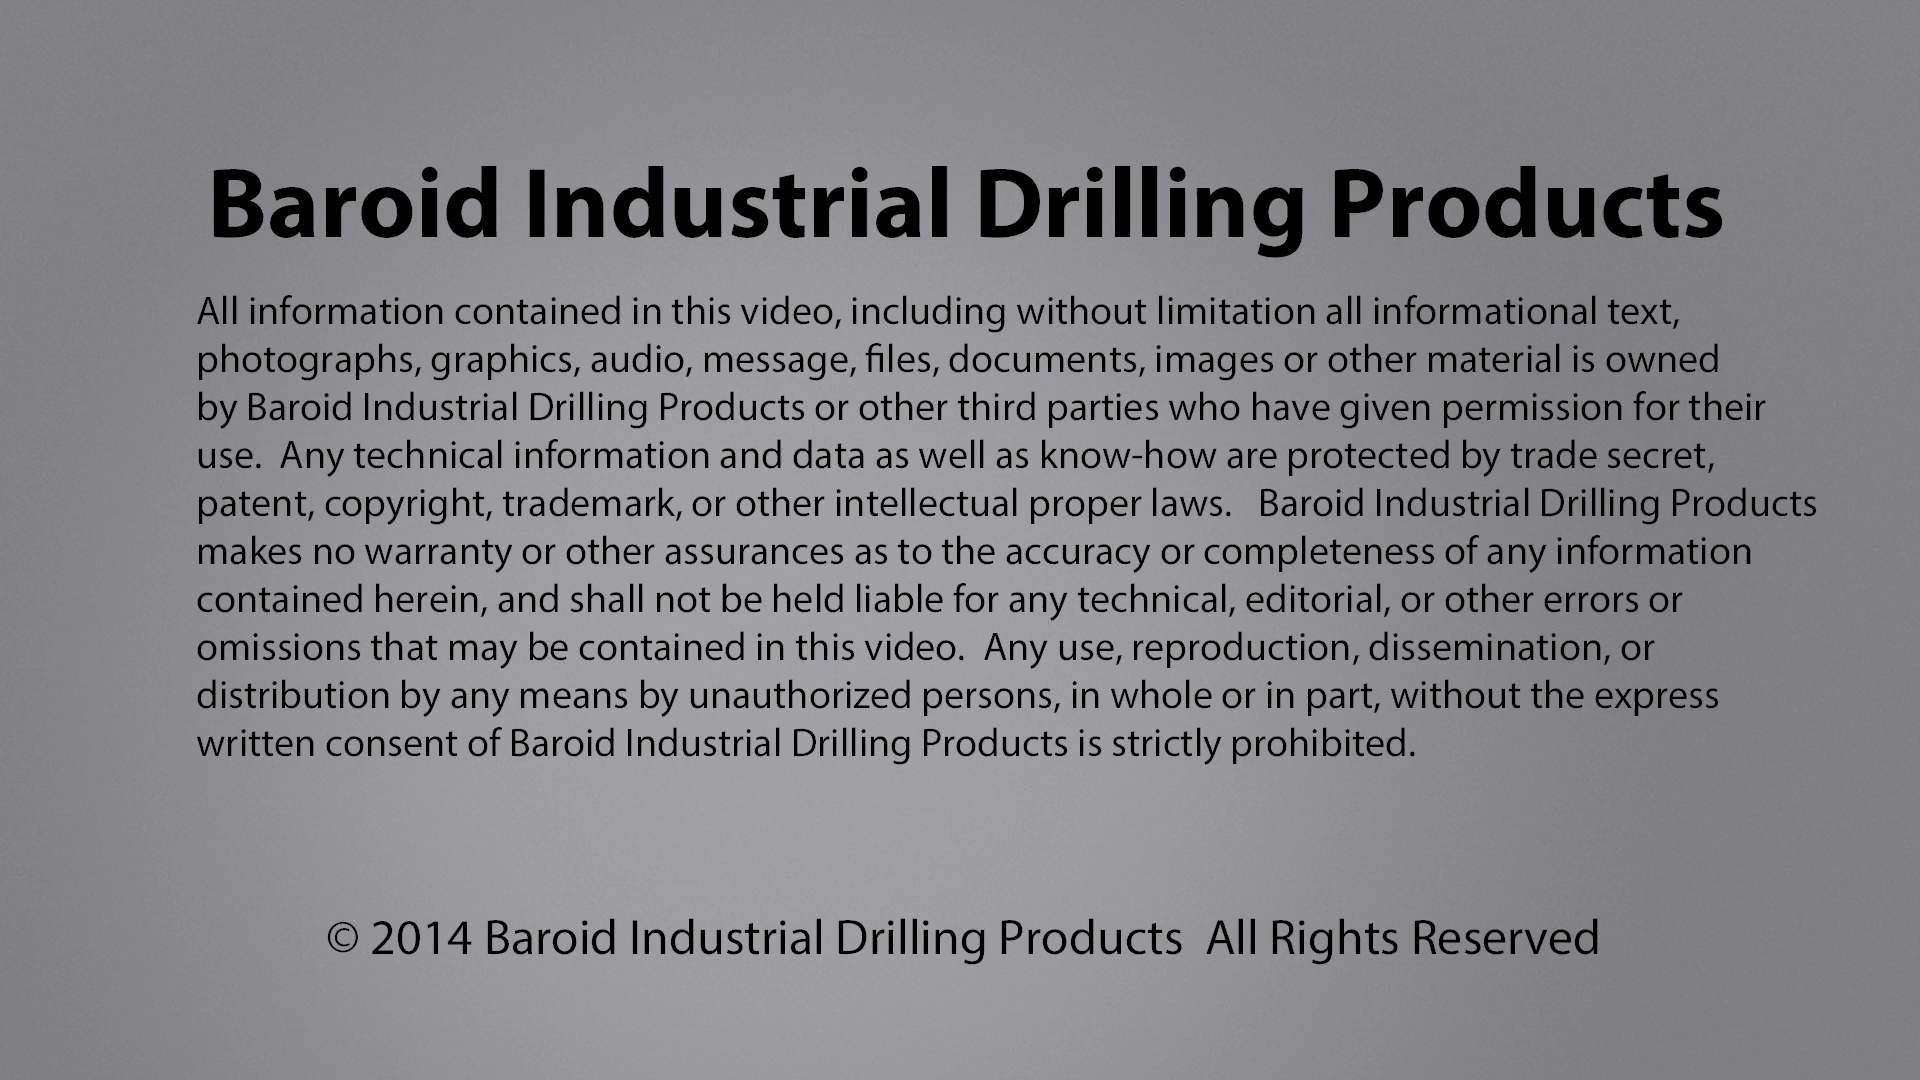 Baroid Industrial Drilling Products
All information contained in this video, including without limitation all informational text,
photographs, graphics, audio, message, files, documents, images or other material is owned
by Baroid Industrial Drilling Products or other third parties who have given permission for their
use.  Any technical information and data as well as know-how are protected by trade secret,
patent, copyright, trademark, or other intellectual proper laws.   Baroid Industrial Drilling Products
makes no warranty or other assurances as to the accuracy or completeness of any information
contained herein, and shall not be held liable for any technical, editorial, or other errors or
omissions that may be contained in this video.  Any use, reproduction, dissemination, or
distribution by any means by unauthorized persons, in whole or in part, without the express
written consent of Baroid Industrial Drilling Products is strictly prohibited.
© 2014 Baroid Industrial Drilling Products  All Rights Reserved